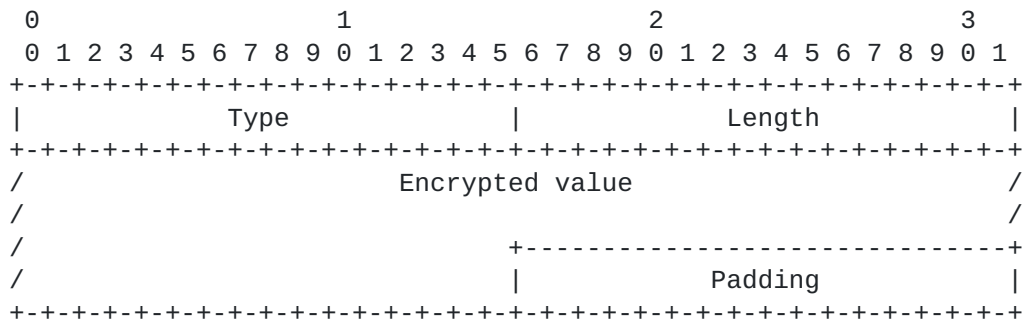 0                   1                   2                   3
 0 1 2 3 4 5 6 7 8 9 0 1 2 3 4 5 6 7 8 9 0 1 2 3 4 5 6 7 8 9 0 1
+-+-+-+-+-+-+-+-+-+-+-+-+-+-+-+-+-+-+-+-+-+-+-+-+-+-+-+-+-+-+-+-+
|             Type              |             Length            |
+-+-+-+-+-+-+-+-+-+-+-+-+-+-+-+-+-+-+-+-+-+-+-+-+-+-+-+-+-+-+-+-+
/                        Encrypted value                        /
/                                                               /
/                               +-------------------------------+
/                               |            Padding            |
+-+-+-+-+-+-+-+-+-+-+-+-+-+-+-+-+-+-+-+-+-+-+-+-+-+-+-+-+-+-+-+-+